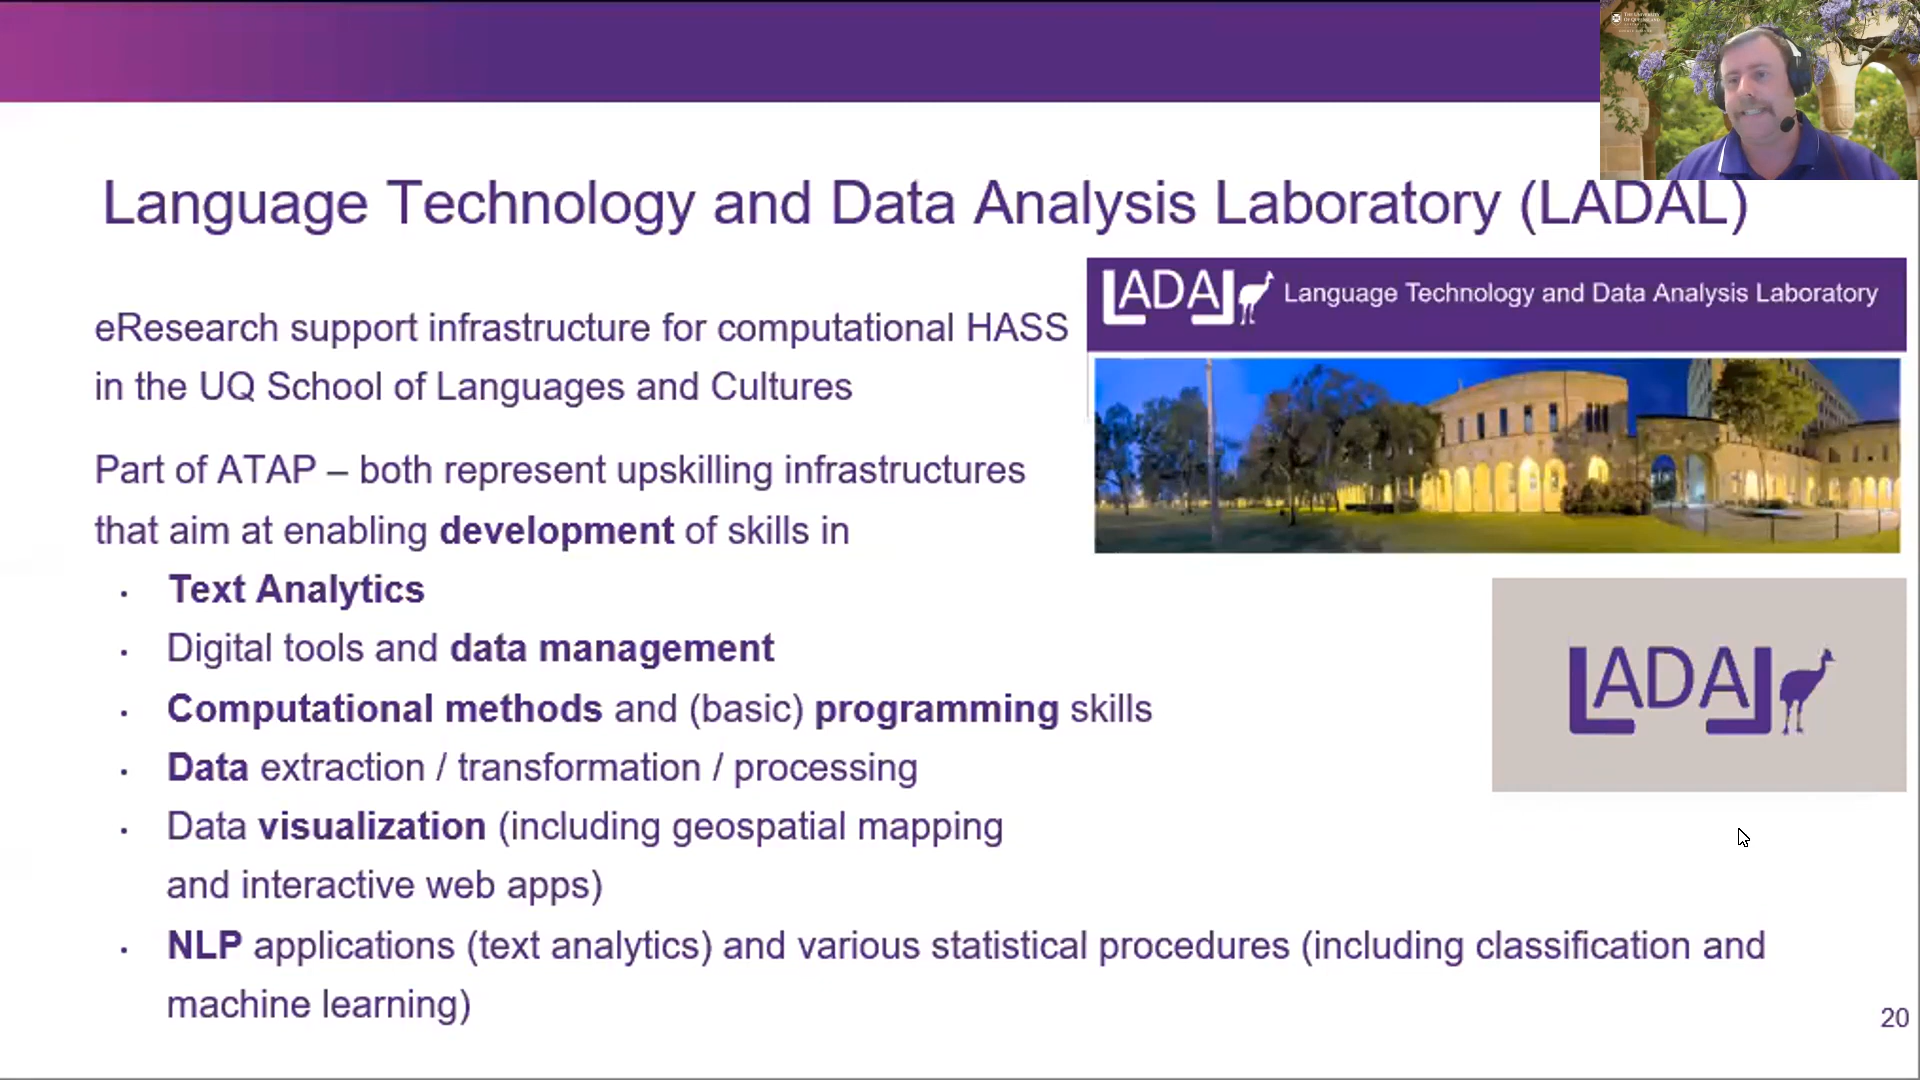 THE UNIVERSITY
OF QUEENSLAND
Language Technology and Data Analysis Laboratory (LADAL)
LADAL Language Technology and Data Analysis Laboratory
eResearch support infrastructure for computational HASS
in the UQ School of Languages and Cultures
Part of ATAP – both represent upskilling infrastructures
that aim at enabling development of skills in
• Text Analytics
• Digital tools and data management
• Computational methods and (basic) programming skills
• Data extraction / transformation / processing
• Data visualization (including geospatial mapping
and interactive web apps)
• NLP applications (text analytics) and various statistical procedures (including classification and
machine learning)
LADAL
20